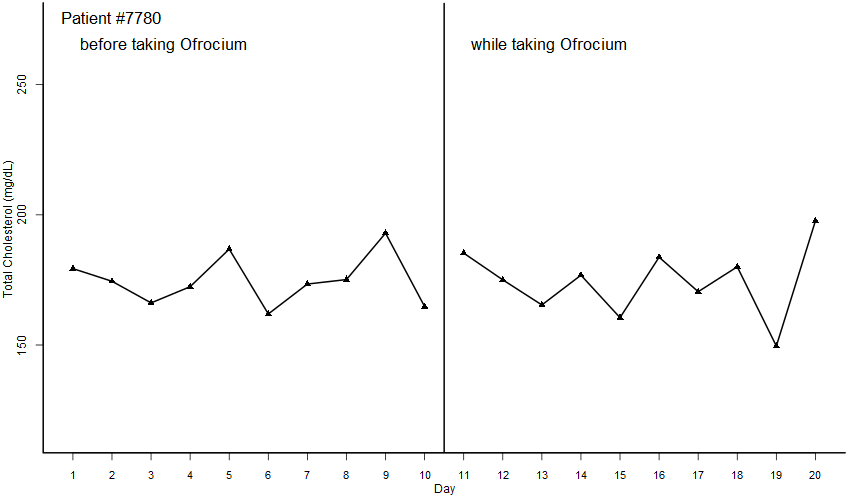 Patient #7780
before taking Ofrocium
while taking Ofrocium
Total Cholesterol (mg/dL)
250
200
150
1 2 3 4 5 6 7 8 9 10 11 12 13 14 15 16 17 18 19 20
Day